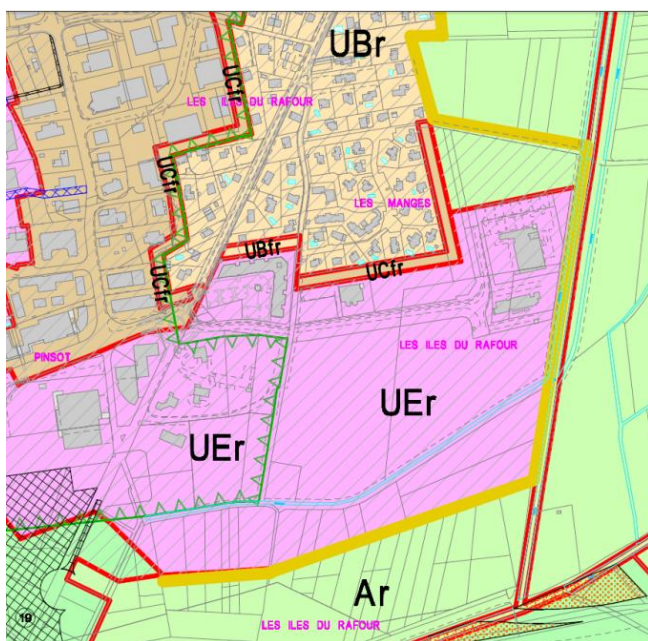 UBr
UCfr
LES ILES DU RAFOUR
UCfr
LES MANGES
UBfr
UCfr
UCfr
PINSOT
LES ILES DU RAFOUR
UEr
UEr
Ar
19
LES ILES DU RAFOUR